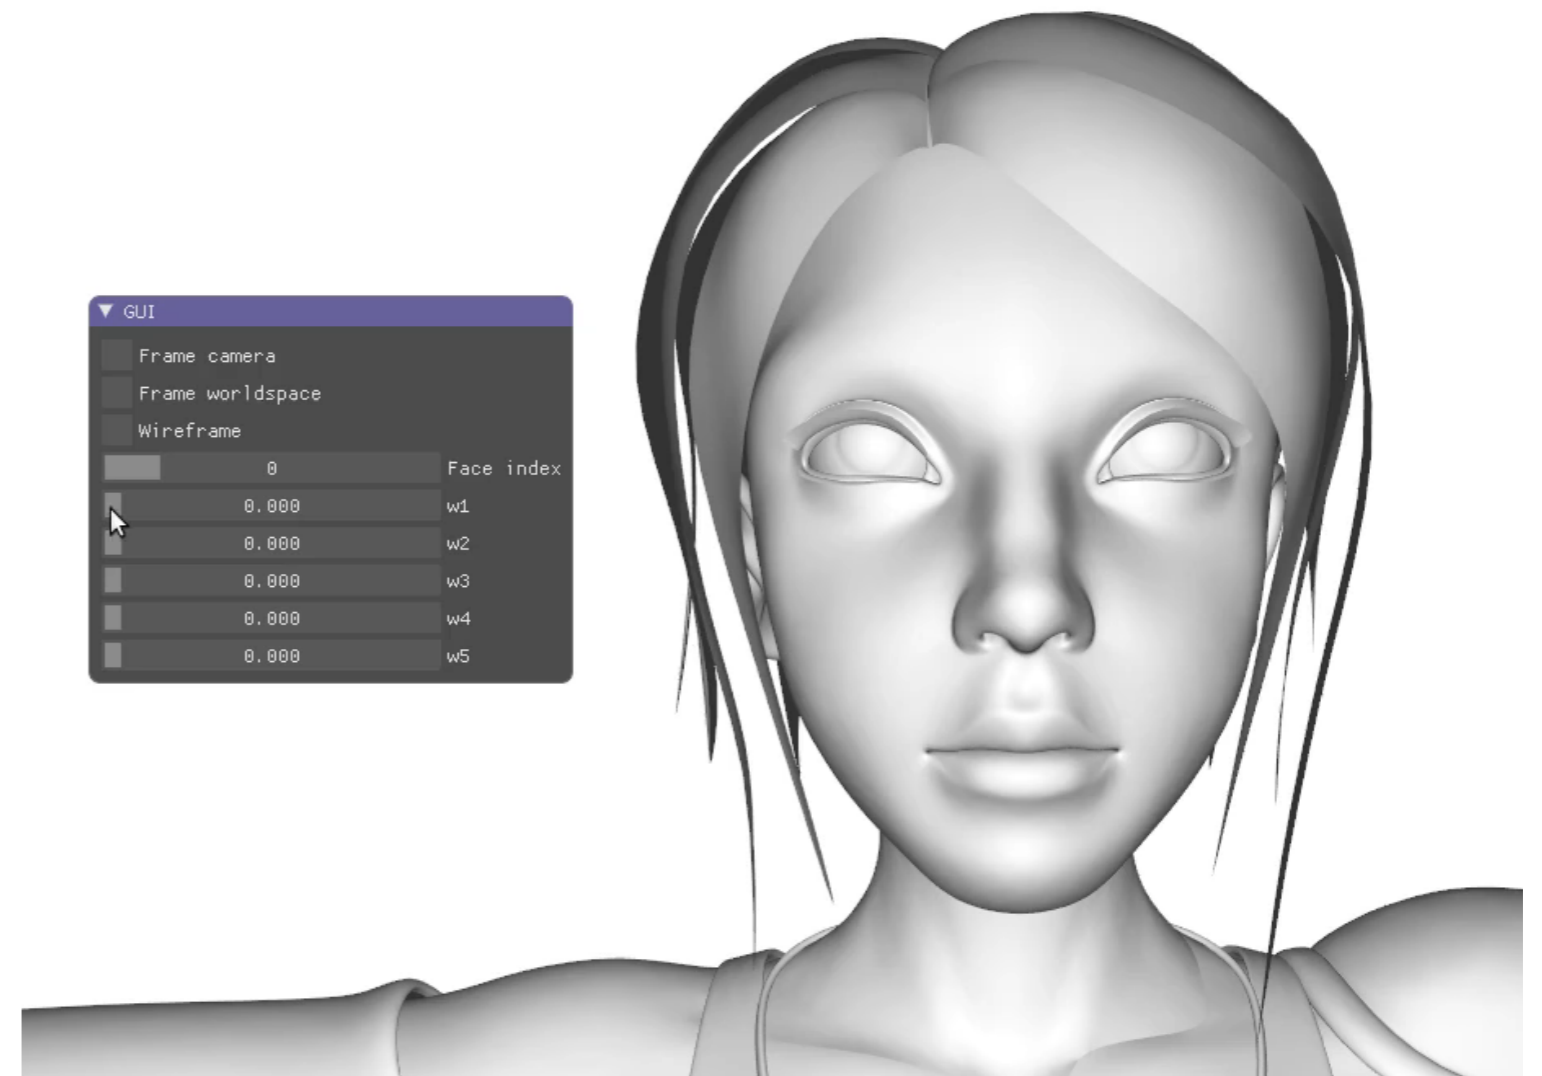 GUI
Frame camera
Frame worldspace
Wireframe
0 Face index
0.000 w1
0.000 w2
0.000 w3
0.000 w4
0.000 w5